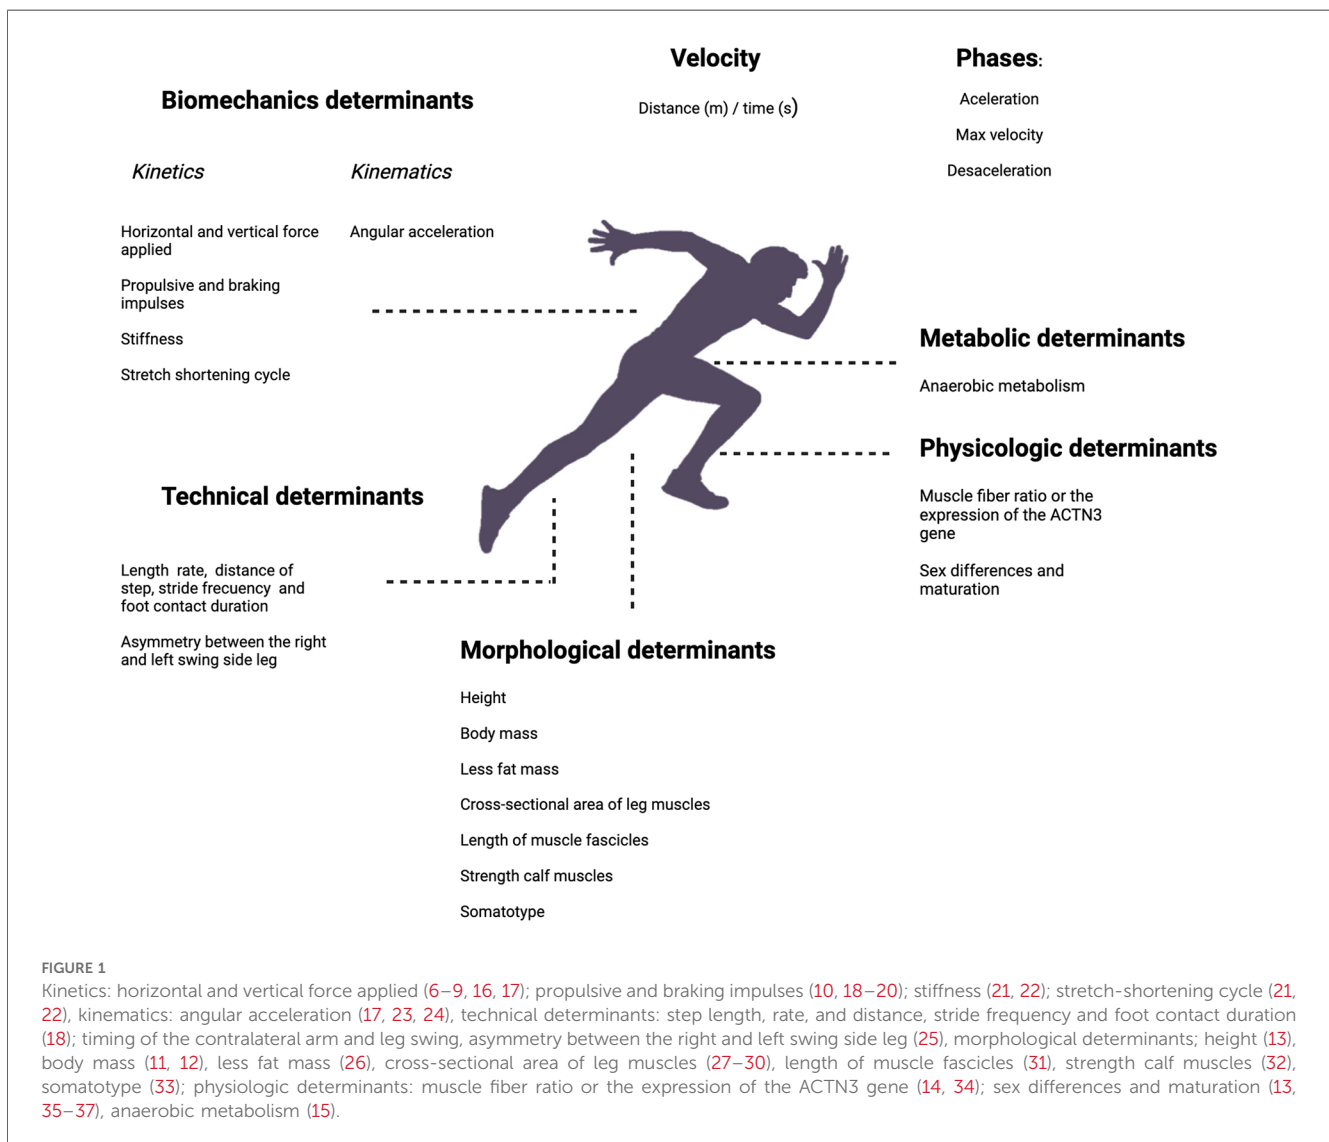 Velocity
Distance (m) / time (s)
Phases:
Aceleration
Max velocity
Desaceleration
Biomechanics determinants
Kinetics
Horizontal and vertical force
applied
Propulsive and braking
impulses
Stiffness
Stretch shortening cycle
Kinematics
Angular acceleration
Metabolic determinants
Anaerobic metabolism
Physicologic determinants
Muscle fiber ratio or the
expression of the ACTN3
gene
Sex differences and
maturation
Technical determinants
Length rate, distance of
step, stride frecuency and
foot contact duration
Asymmetry between the right
and left swing side leg
Morphological determinants
Height
Body mass
Less fat mass
Cross-sectional area of leg muscles
Length of muscle fascicles
Strength calf muscles
Somatotype
FIGURE 1
Kinetics: horizontal and vertical force applied (6–9, 16, 17); propulsive and braking impulses (10, 18–20); stiffness (21, 22); stretch-shortening cycle (21,
22), kinematics: angular acceleration (17, 23, 24), technical determinants: step length, rate, and distance, stride frequency and foot contact duration
(18); timing of the contralateral arm and leg swing, asymmetry between the right and left swing side leg (25), morphological determinants; height (13),
body mass (11, 12), less fat mass (26), cross-sectional area of leg muscles (27–30), length of muscle fascicles (31), strength calf muscles (32),
somatotype (33); physiologic determinants: muscle fiber ratio or the expression of the ACTN3 gene (14, 34); sex differences and maturation (13,
35–37), anaerobic metabolism (15).